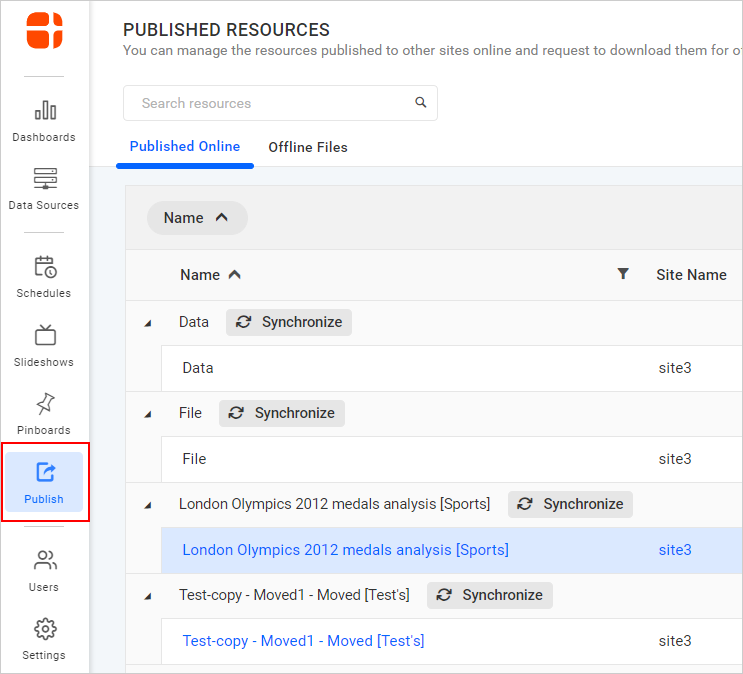 PUBLISHED RESOURCES
You can manage the resources published to other sites online and request to download them for
Search resources
Published Online Offline Files
Name
Name Site Name
Data Synchronize
Data site3
File Synchronize
File site3
London Olympics 2012 medals analysis [Sports] Synchronize
London Olympics 2012 medals analysis [Sports] site3
Test-copy - Moved1 - Moved [Test's] Synchronize
Test-copy - Moved1 - Moved [Test's] site3
Dashboards
Data Sources
Schedules
Slideshows
Pinboards
Publish
Users
Settings